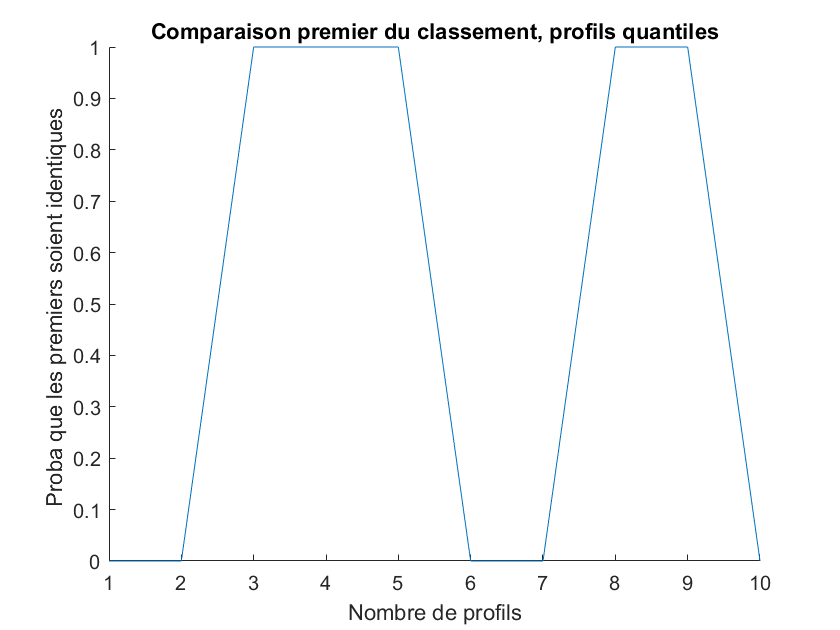 Comparaison premier du classement, profils quantiles
Proba que les premiers soient identiques
1
0.9
0.8
0.7
0.6
0.5
0.4
0.3
0.2
0.1
0
1 2 3 4 5 6 7 8 9 10
Nombre de profils